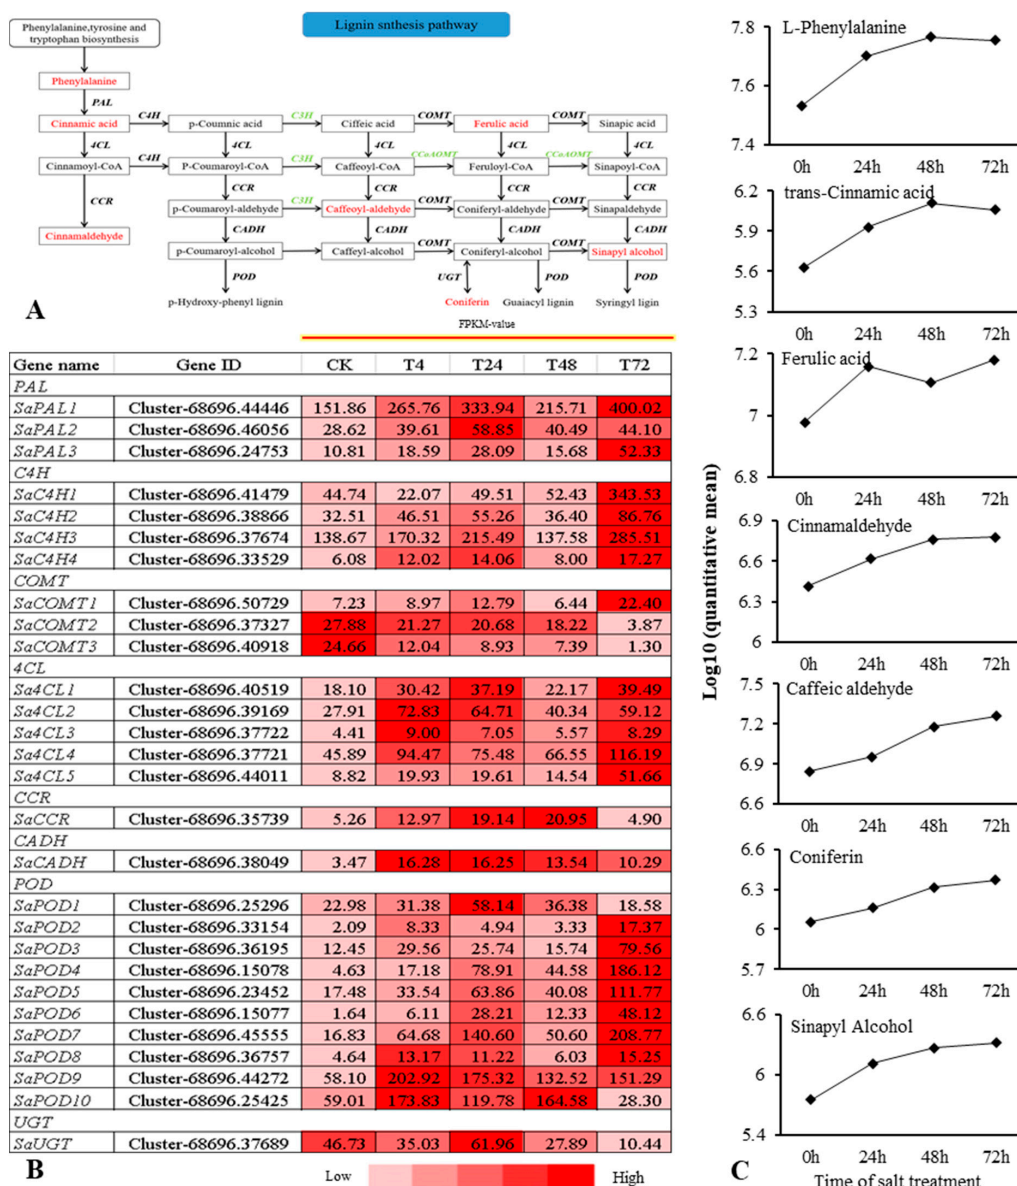 Phenylalanine,tyrosine and
tryptophan biosynthesis
Lignin snthesis pathway
Phenylalanine
PAL
Cinnamic acid C4H p-Coumnic acid C3H Ciffeic acid COMT Ferulic acid COMT Sinapic acid
4CL 4CL 4CL 4CL 4CL
Cinnamoyl-CoA C4H P-Coumaroyl-CoA C3H Caffeoyl-CoA CCoAOMT Feruloyl-CoA CCoAOMT Sinapoyl-CoA
CCR CCR CCR CCR CCR
p-Coumaroyl-aldehyde C3H Caffeoyl-aldehyde COMT Coniferyl-aldehyde COMT Sinapaldehyde
Cinnamaldehyde
CADH CADH CADH CADH
p-Coumaroyl-alcohol Caffeyl-alcohol COMT Coniferyl-alcohol COMT Sinapyl alcohol
POD UGT POD POD
p-Hydroxy-phenyl lignin Coniferin Guaiacyl lignin Syringyl ligin
A
FPKM-value
Gene name Gene ID CK T4 T24 T48 T72
PAL
SaPAL1 Cluster-68696.44446 151.86 265.76 333.94 215.71 400.02
SaPAL2 Cluster-68696.46056 28.62 39.61 58.85 40.49 44.10
SaPAL3 Cluster-68696.24753 10.81 18.59 28.09 15.68 52.33
C4H
SaC4H1 Cluster-68696.41479 44.74 22.07 49.51 52.43 343.53
SaC4H2 Cluster-68696.38866 32.51 46.51 55.26 36.40 86.76
SaC4H3 Cluster-68696.37674 138.67 170.32 215.49 137.58 285.51
SaC4H4 Cluster-68696.33529 6.08 12.02 14.06 8.00 17.27
COMT
SaCOMT1 Cluster-68696.50729 7.23 8.97 12.79 6.44 22.40
SaCOMT2 Cluster-68696.37327 27.88 21.27 20.68 18.22 3.87
SaCOMT3 Cluster-68696.40918 24.66 12.04 8.93 7.39 1.30
4CL
Sa4CL1 Cluster-68696.40519 18.10 30.42 37.19 22.17 39.49
Sa4CL2 Cluster-68696.39169 27.91 72.83 64.71 40.34 59.12
Sa4CL3 Cluster-68696.37722 4.41 9.00 7.05 5.57 8.29
Sa4CL4 Cluster-68696.37721 45.89 94.47 75.48 66.55 116.19
Sa4CL5 Cluster-68696.44011 8.82 19.93 19.61 14.54 51.66
CCR
SaCCR Cluster-68696.35739 5.26 12.97 19.14 20.95 4.90
CADH
SaCADH Cluster-68696.38049 3.47 16.28 16.25 13.54 10.29
POD
SaPOD1 Cluster-68696.25296 22.98 31.38 58.14 36.38 18.58
SaPOD2 Cluster-68696.33154 2.09 8.33 4.94 3.33 17.37
SaPOD3 Cluster-68696.36195 12.45 29.56 25.74 15.74 79.56
SaPOD4 Cluster-68696.15078 4.63 17.18 78.91 44.58 186.12
SaPOD5 Cluster-68696.23452 17.48 33.54 63.86 40.08 111.77
SaPOD6 Cluster-68696.15077 1.64 6.11 28.21 12.33 48.12
SaPOD7 Cluster-68696.45555 16.83 64.68 140.60 50.60 208.77
SaPOD8 Cluster-68696.36757 4.64 13.17 11.22 6.03 15.25
SaPOD9 Cluster-68696.44272 58.10 202.92 175.32 132.52 151.29
SaPOD10 Cluster-68696.25425 59.01 173.83 119.78 164.58 28.30
UGT
SaUGT Cluster-68696.37689 46.73 35.03 61.96 27.89 10.44
B
Low High
Log10 (quantitative mean)
L-Phenylalanine
7.8
7.6
7.4
0h 24h 48h 72h
trans-Cinnamic acid
6.2
5.9
5.6
5.3
0h 24h 48h 72h
Ferulic acid
7.2
7
6.8
0h 24h 48h 72h
Cinnamaldehyde
6.9
6.6
6.3
6
0h 24h 48h 72h
Caffeic aldehyde
7.5
7.2
6.9
6.6
0h 24h 48h 72h
Coniferin
6.6
6.3
6
5.7
0h 24h 48h 72h
Sinapyl Alcohol
6.6
6
5.4
0h 24h 48h 72h
C
Time of salt treatment